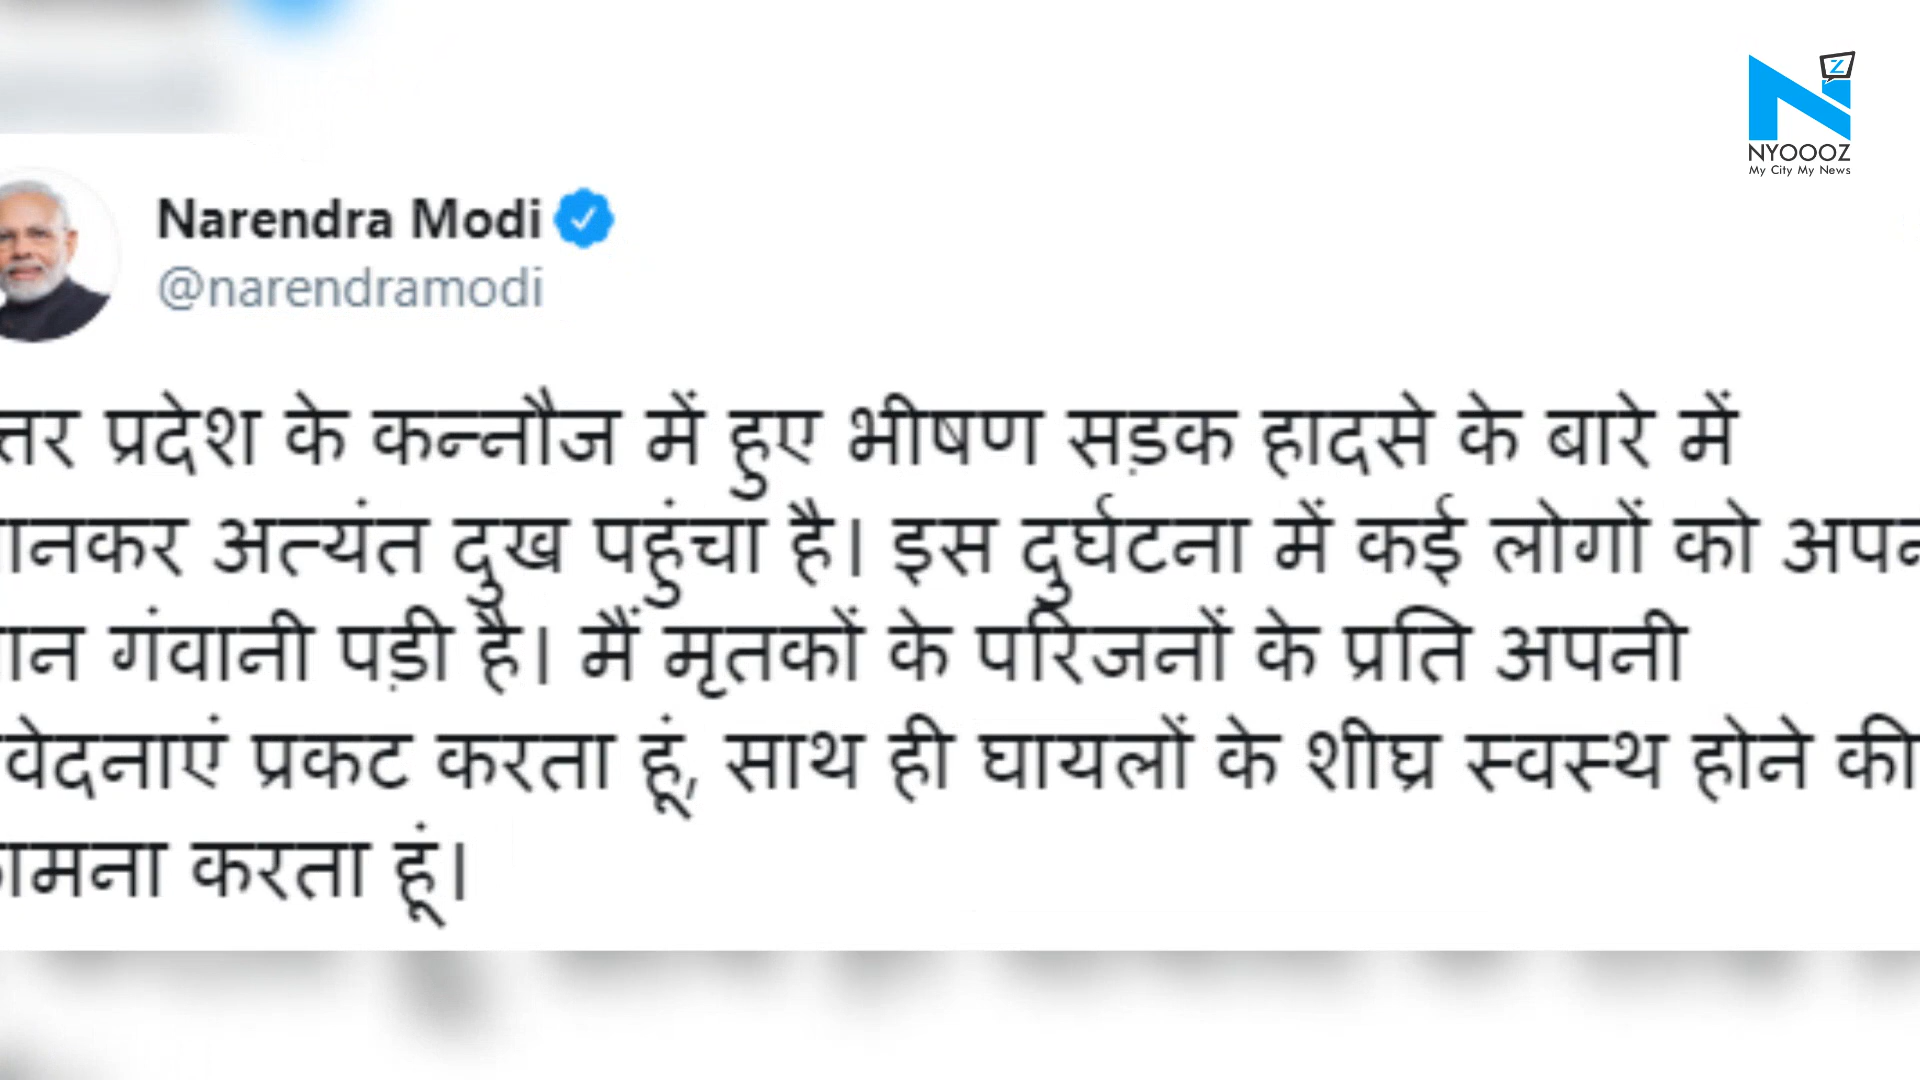 Z
NYOOOZ
My City My News
Narendra Modi
@narendramodi
त्तर प्रदेश के कन्नौज में हुए भीषण सड़क हादसे के बारे में
ानकर अत्यंत दुख पहुंचा है। इस दुर्घटना में कई लोगों को अपन
ान गंवानी पड़ी है। मैं मृतकों के परिजनों के प्रति अपनी
वेदनाएं प्रकट करता हूं, साथ ही घायलों के शीघ्र स्वस्थ होने की
ामना करता हूं।